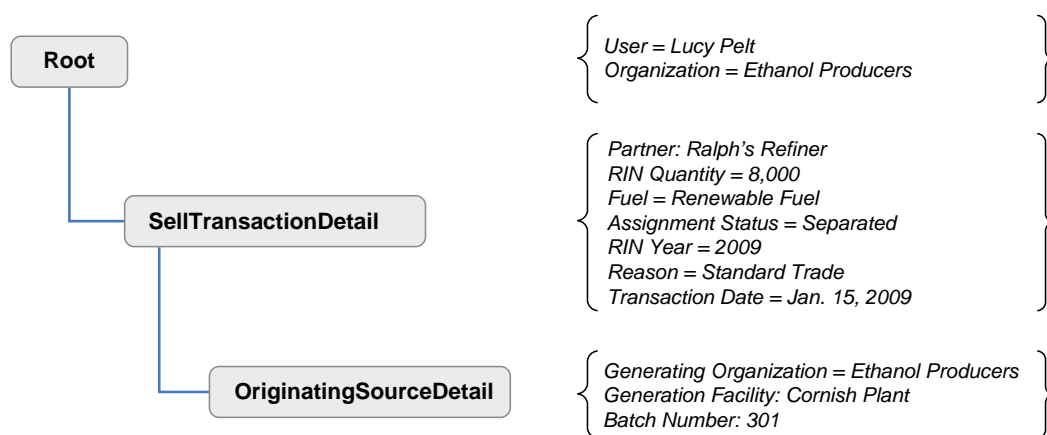 Root
User = Lucy Pelt
Organization = Ethanol Producers
SellTransactionDetail
Partner: Ralph’s Refiner
RIN Quantity = 8,000
Fuel = Renewable Fuel
Assignment Status = Separated
RIN Year = 2009
Reason = Standard Trade
Transaction Date = Jan. 15, 2009
OriginatingSourceDetail
Generating Organization = Ethanol Producers
Generation Facility: Cornish Plant
Batch Number: 301